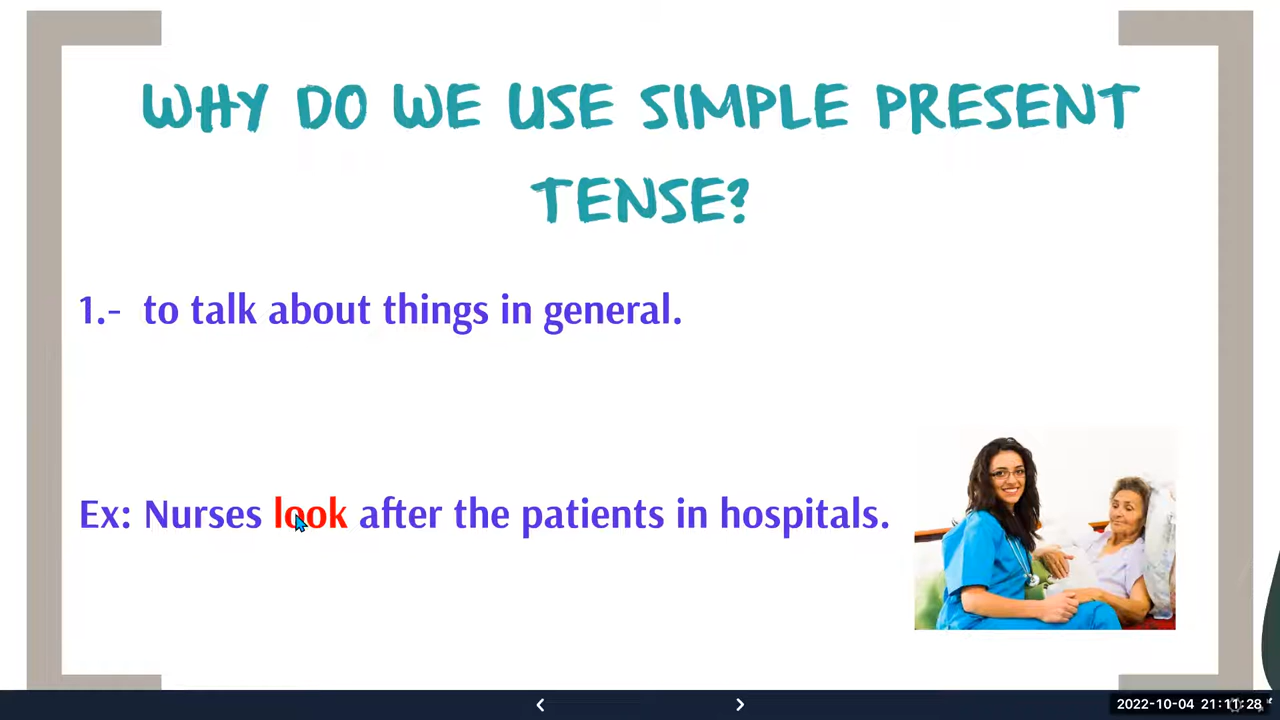 WHY DO WE USE SIMPLE PRESENT
TENSE?
1.- to talk about things in general.
Ex: Nurses look after the patients in hospitals.
2022-10-04 21:11:28